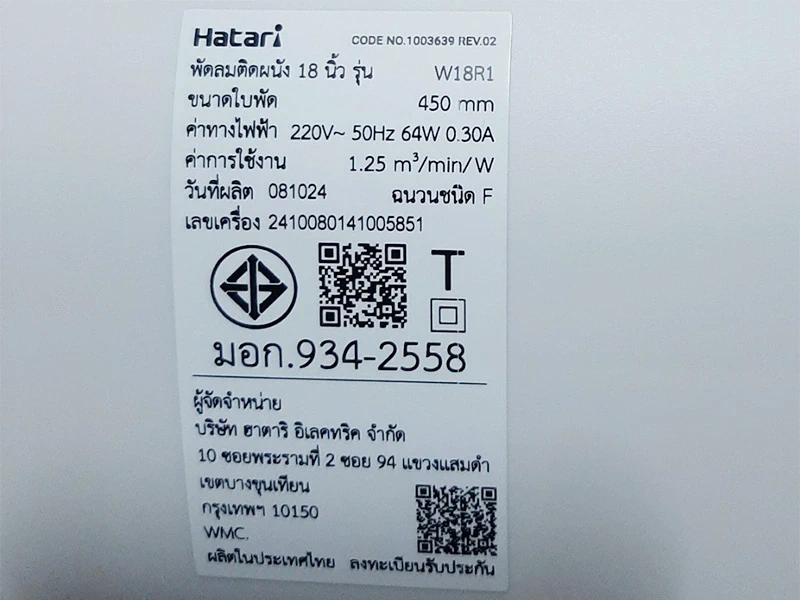 Hatari CODE NO.1003639 REV.02
พัดลมติดผนัง 18 นิ้ว รุ่น W18R1
ขนาดใบพัด 450 mm
ค่าทางไฟฟ้า 220V~ 50Hz 64W 0.30A
ค่าการใช้งาน 1.25 m³/min/W
วันที่ผลิต 081024 ฉนวนชนิด F
เลขเครื่อง 2410080141005851
T
มอก.934-2558
ผู้จัดจำหน่าย
บริษัท ฮาตาริ อิเลคทริค จำกัด
10 ซอยพระรามที่ 2 ซอย 94 แขวงแสมดำ
เขตบางขุนเทียน
กรุงเทพฯ 10150
WMC.
ผลิตในประเทศไทย ลงทะเบียนรับประกัน